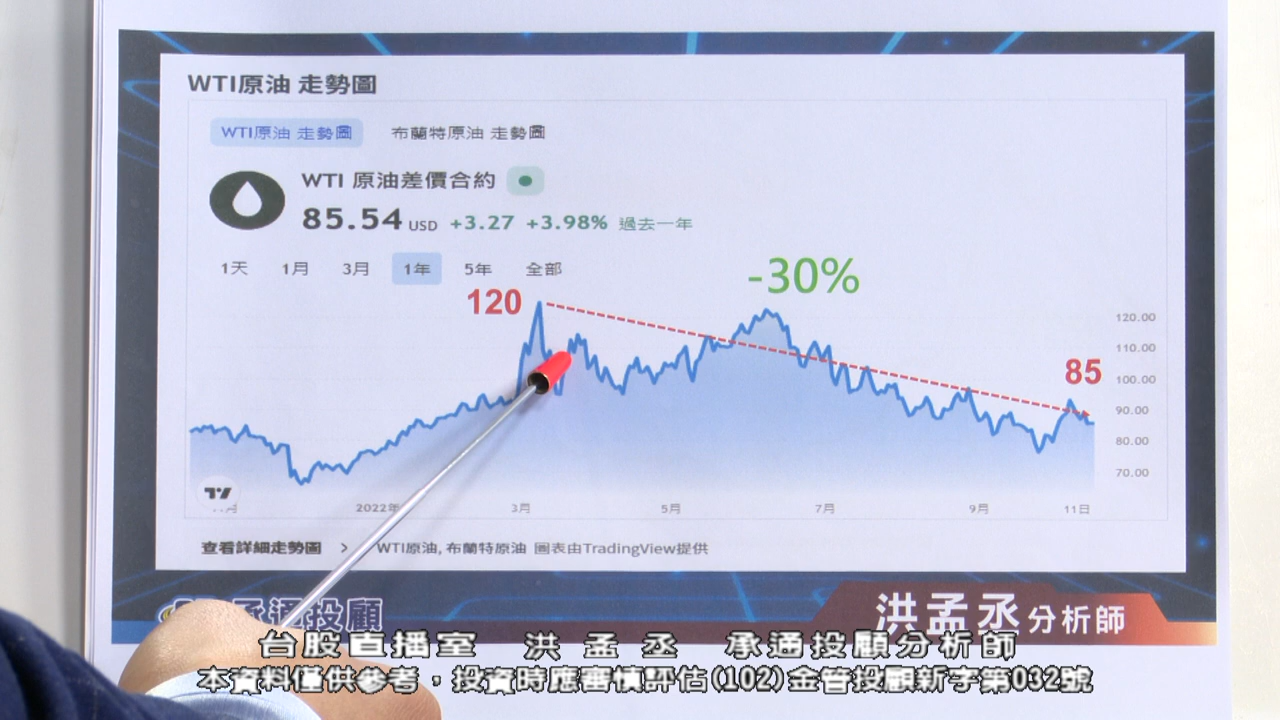 WTI原油 走勢圖
WTI原油 走勢圖 布蘭特原油 走勢圖
WTI 原油差價合約
85.54 USD +3.27 +3.98% 過去一年
1天 1月 3月 1年 5年 全部
-30%
120
120.00
110.00
85
100.00
90.00
80.00
70.00
2022年 3月 5月 7月 9月 11日
查看詳細走勢圖 > WTI原油, 布蘭特原油 圖表由TradingView提供
承通投顧
洪孟丞分析師
台股直播室 洪孟丞 承通投顧分析師
本資料僅供參考，投資時應審慎評估(102)金管投顧新字第032號